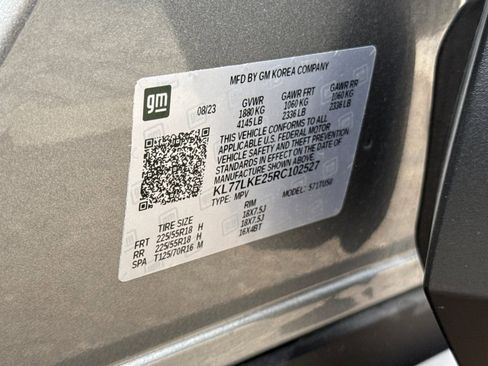 MFD BY GM KOREA COMPANY
gm
08/23 GVWR GAWR FRT GAWR RR
1880 KG 1060 KG 1060 KG
4145 LB 2336 LB 2336 LB
THIS VEHICLE CONFORMS TO ALL
APPLICABLE U.S. FEDERAL MOTOR
VEHICLE SAFETY AND THEFT PREVENTION
STANDARDS IN EFFECT ON THE DATE OF
MANUFACTURE SHOWN ABOVE.
KL77LKE25RC102527
TYPE: MPV MODEL: 5/1TU58
TIRE SIZE RIM
FRT 225/55R18 H 18X7.5J
RR 225/55R18 H 18X7.5J
SPA T125/70R16 M 16X4BT